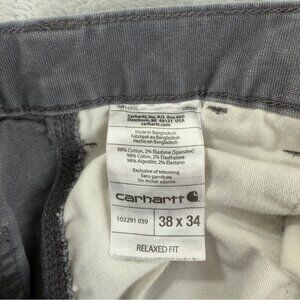 Carhartt, Inc. P.O. Box 600
Dearborn, MI 48121 USA
carhartt.com
Made in Bangladesh
Fabriqué au Bangladesh
Hecho en Bangladesh
98% Cotton, 2% Elastane (Spandex)
98% Coton, 2% Élasthanne
98% Algodón, 2% Elastano
Exclusive of trimming
Sans garniture
Sin incluir adorno
carhartt
102291 039
38 x 34
RELAXED FIT